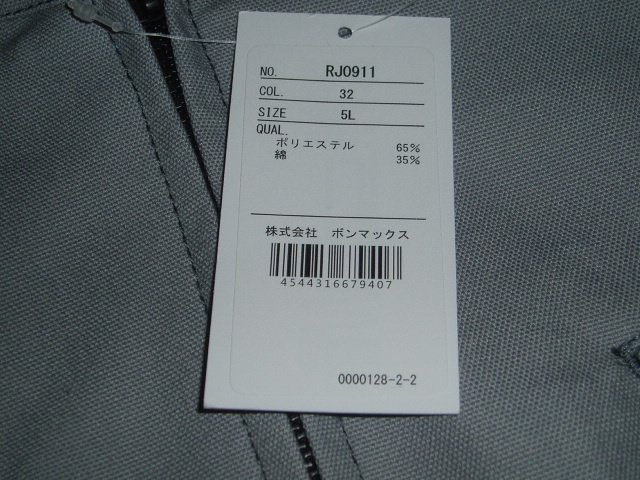 NO. RJ0911
COL. 32
SIZE 5L
QUAL.
ポリエステル 65%
綿 35%
株式会社 ボンマックス
4544316679407
0000128-2-2